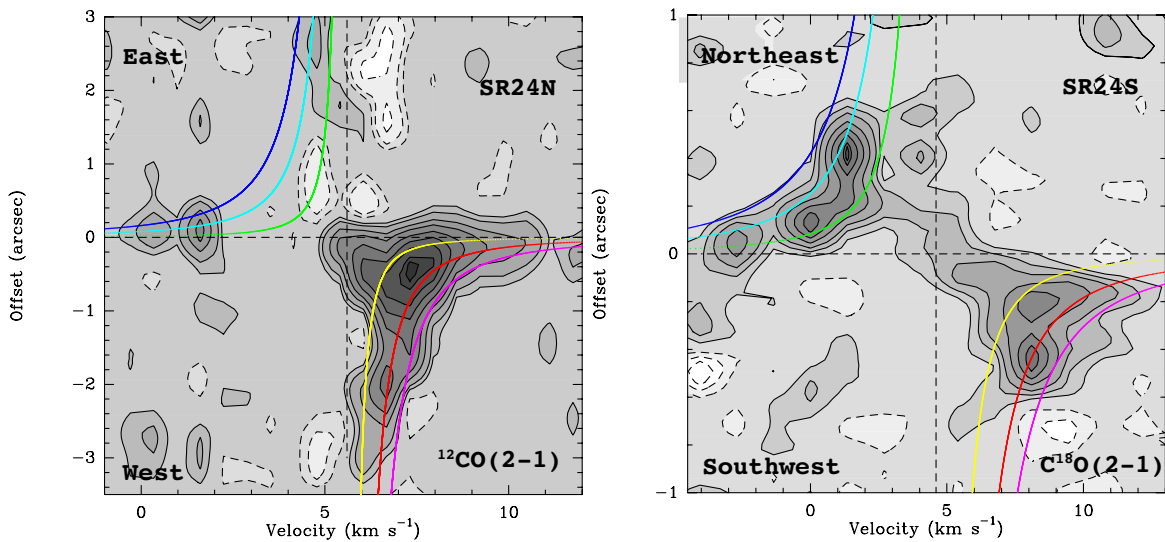 East
SR24N
3
2
1
0
-1
-2
-3
Offset (arcsec)
West
¹²CO(2-1)
0
5
10
Velocity (km s⁻¹)
Northeast
SR24S
1
0
-1
Offset (arcsec)
Southwest
C¹⁸O(2-1)
0
5
10
Velocity (km s⁻¹)